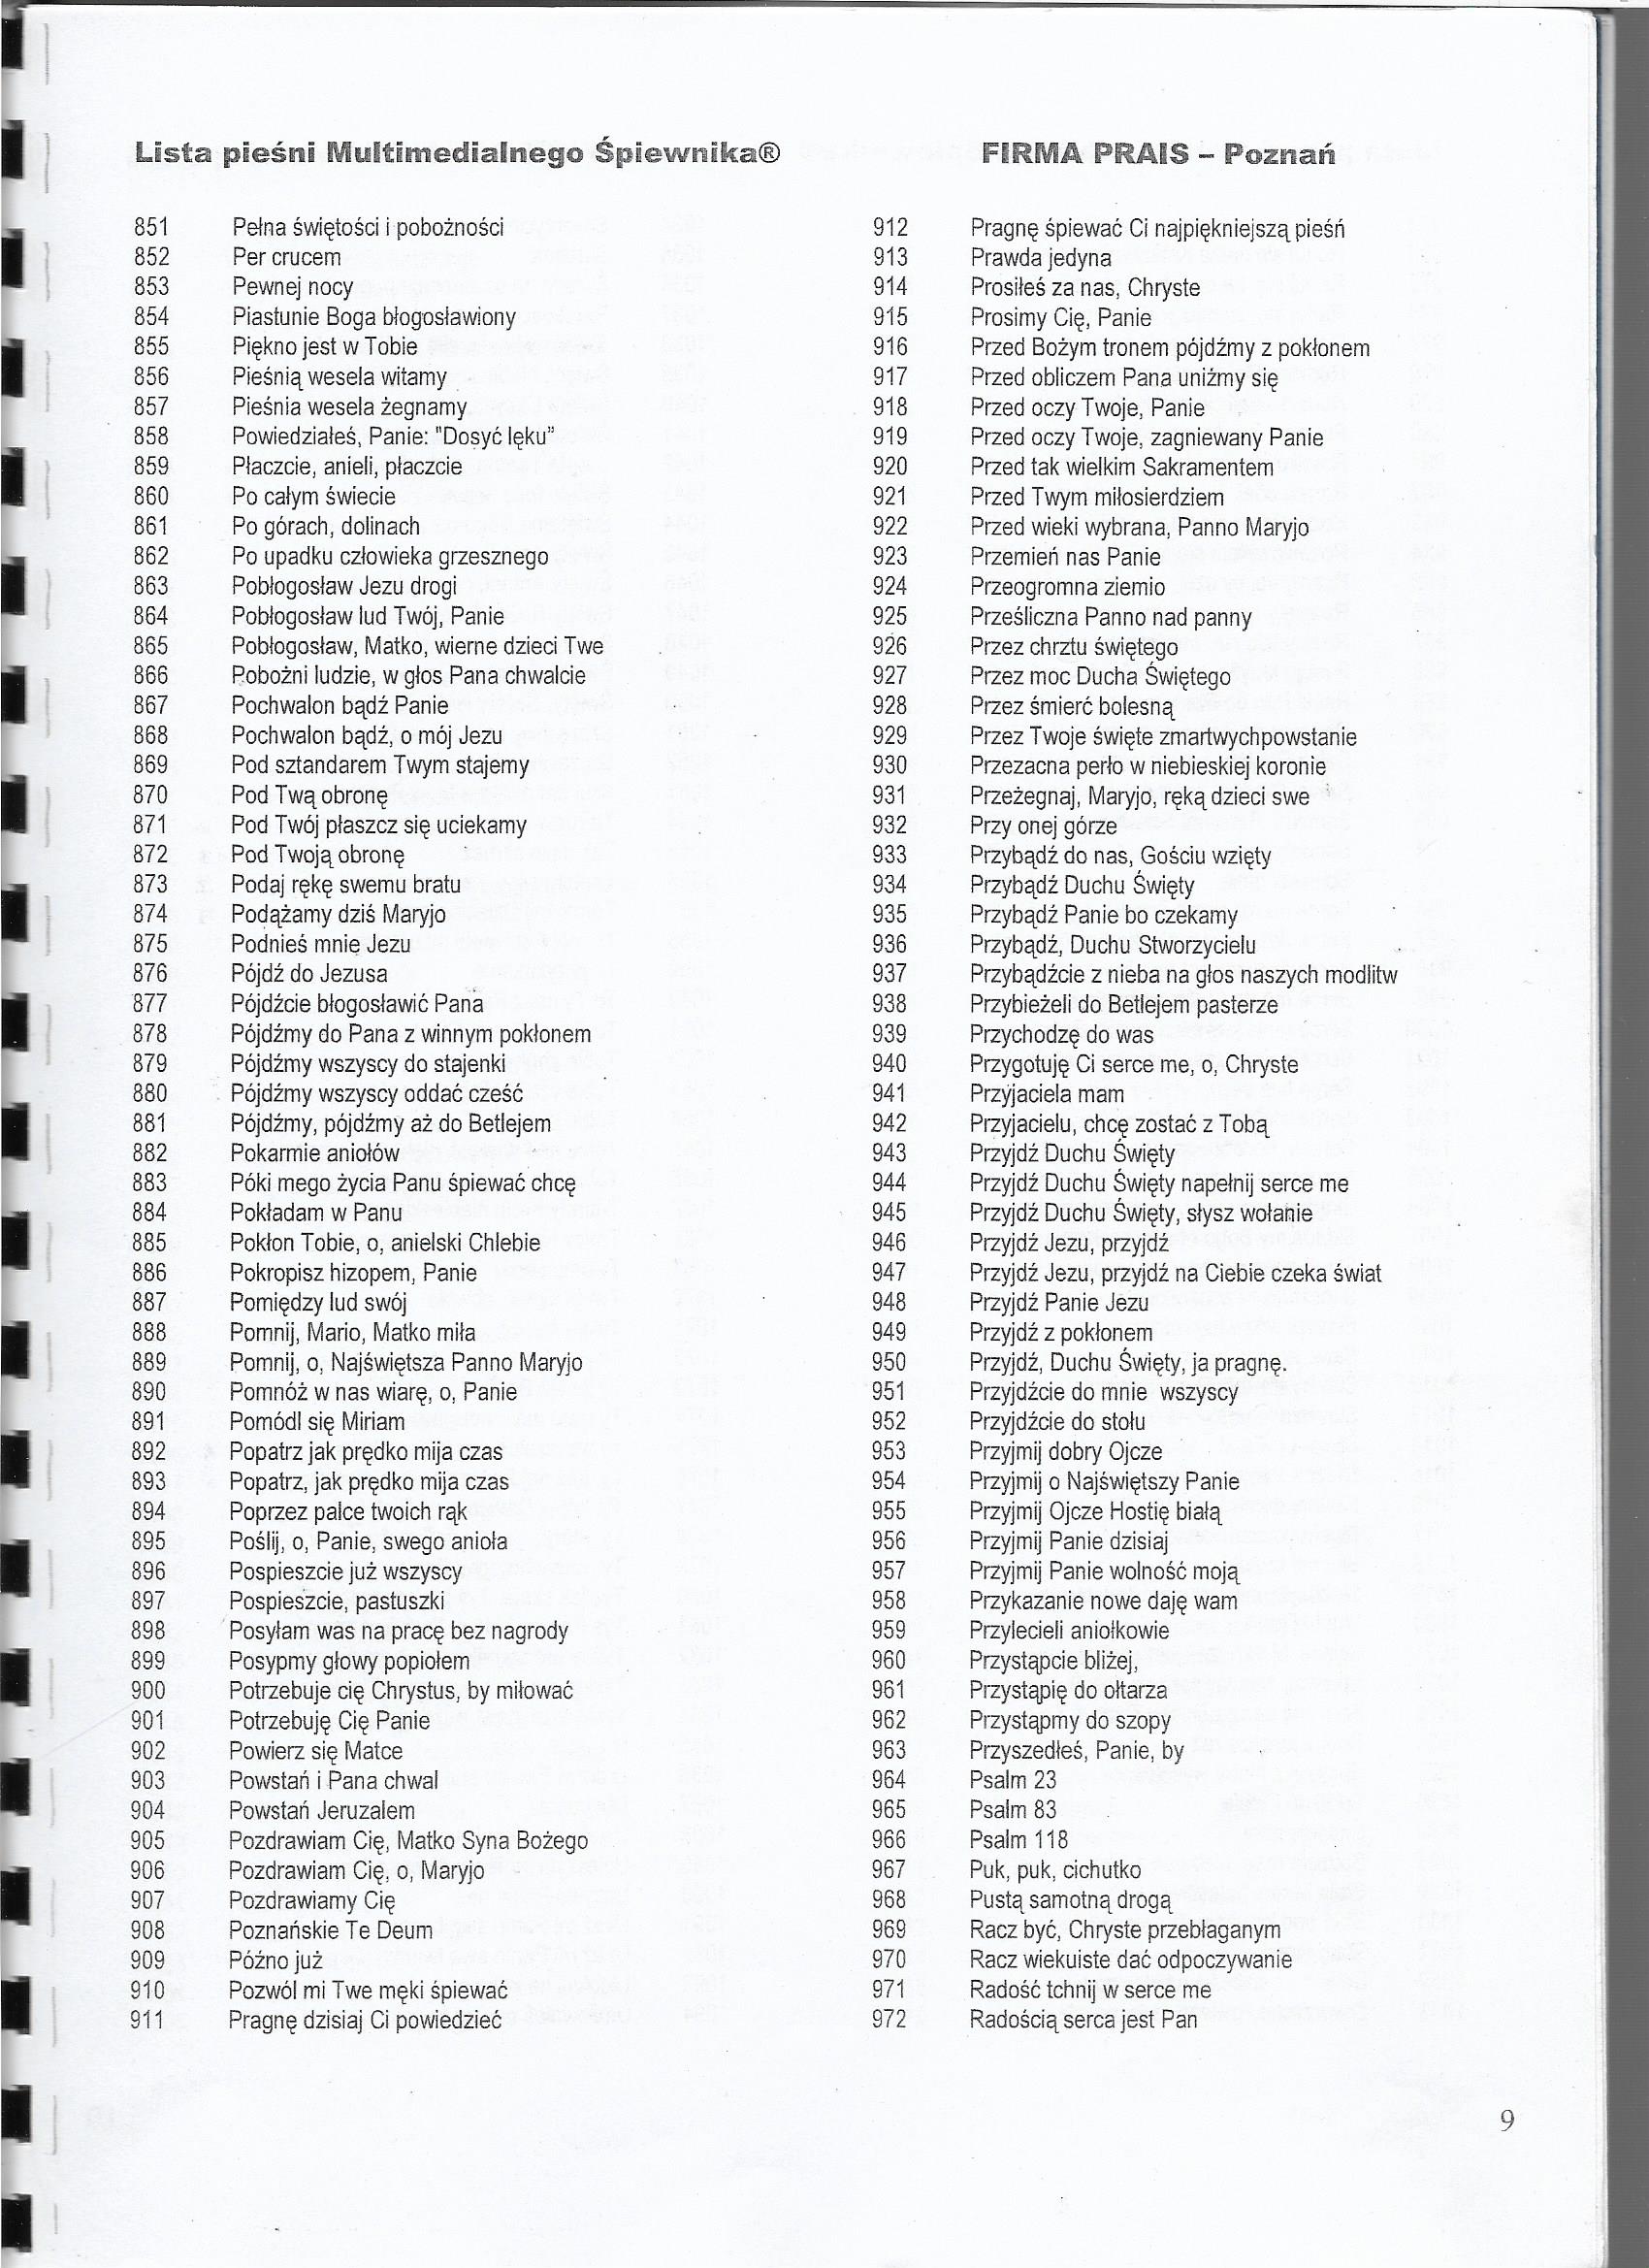 Lista pieśni Multimedialnego Śpiewnika®
FIRMA PRAIS – Poznań
851 Pełna świętości i pobożności
852 Per crucem
853 Pewnej nocy
854 Piastunie Boga błogosławiony
855 Piękno jest w Tobie
856 Pieśnią wesela witamy
857 Pieśnia wesela żegnamy
858 Powiedziałeś, Panie: "Dosyć lęku"
859 Płaczcie, anieli, płaczcie
860 Po całym świecie
861 Po górach, dolinach
862 Po upadku człowieka grzesznego
863 Pobłogosław Jezu drogi
864 Pobłogosław lud Twój, Panie
865 Pobłogosław, Matko, wierne dzieci Twe
866 Pobożni ludzie, w głos Pana chwalcie
867 Pochwalon bądź Panie
868 Pochwalon bądź, o mój Jezu
869 Pod sztandarem Twym stajemy
870 Pod Twą obronę
871 Pod Twój płaszcz się uciekamy
872 Pod Twoją obronę
873 Podaj rękę swemu bratu
874 Podążamy dziś Maryjo
875 Podnieś mnie Jezu
876 Pójdź do Jezusa
877 Pójdźcie błogosławić Pana
878 Pójdźmy do Pana z winnym pokłonem
879 Pójdźmy wszyscy do stajenki
880 Pójdźmy wszyscy oddać cześć
881 Pójdźmy, pójdźmy aż do Betlejem
882 Pokarmie aniołów
883 Póki mego życia Panu śpiewać chcę
884 Pokładam w Panu
885 Pokłon Tobie, o, anielski Chlebie
886 Pokropisz hizopem, Panie
887 Pomiędzy lud swój
888 Pomnij, Mario, Matko miła
889 Pomnij, o, Najświętsza Panno Maryjo
890 Pomnóż w nas wiarę, o, Panie
891 Pomódl się Miriam
892 Popatrz jak prędko mija czas
893 Popatrz, jak prędko mija czas
894 Poprzez palce twoich rąk
895 Poślij, o, Panie, swego anioła
896 Pospieszcie już wszyscy
897 Pospieszcie, pastuszki
898 Posyłam was na pracę bez nagrody
899 Posypmy głowy popiołem
900 Potrzebuje cię Chrystus, by miłować
901 Potrzebuję Cię Panie
902 Powierz się Matce
903 Powstań i Pana chwal
904 Powstań Jeruzalem
905 Pozdrawiam Cię, Matko Syna Bożego
906 Pozdrawiam Cię, o, Maryjo
907 Pozdrawiamy Cię
908 Poznańskie Te Deum
909 Późno już
910 Pozwól mi Twe męki śpiewać
911 Pragnę dzisiaj Ci powiedzieć
912 Pragnę śpiewać Ci najpiękniejszą pieśń
913 Prawda jedyna
914 Prosiłeś za nas, Chryste
915 Prosimy Cię, Panie
916 Przed Bożym tronem pójdźmy z pokłonem
917 Przed obliczem Pana uniżmy się
918 Przed oczy Twoje, Panie
919 Przed oczy Twoje, zagniewany Panie
920 Przed tak wielkim Sakramentem
921 Przed Twym miłosierdziem
922 Przed wieki wybrana, Panno Maryjo
923 Przemień nas Panie
924 Przeogromna ziemio
925 Prześliczna Panno nad panny
926 Przez chrztu świętego
927 Przez moc Ducha Świętego
928 Przez śmierć bolesną
929 Przez Twoje święte zmartwychpowstanie
930 Przezacna perło w niebieskiej koronie
931 Przeżegnaj, Maryjo, ręką dzieci swe
932 Przy onej górze
933 Przybądź do nas, Gościu wzięty
934 Przybądź Duchu Święty
935 Przybądź Panie bo czekamy
936 Przybądź, Duchu Stworzycielu
937 Przybądźcie z nieba na głos naszych modlitw
938 Przybieżeli do Betlejem pasterze
939 Przychodzę do was
940 Przygotuję Ci serce me, o, Chryste
941 Przyjaciela mam
942 Przyjacielu, chcę zostać z Tobą
943 Przyjdź Duchu Święty
944 Przyjdź Duchu Święty napełnij serce me
945 Przyjdź Duchu Święty, słysz wołanie
946 Przyjdź Jezu, przyjdź
947 Przyjdź Jezu, przyjdź na Ciebie czeka świat
948 Przyjdź Panie Jezu
949 Przyjdź z pokłonem
950 Przyjdź, Duchu Święty, ja pragnę.
951 Przyjdźcie do mnie wszyscy
952 Przyjdźcie do stołu
953 Przyjmij dobry Ojcze
954 Przyjmij o Najświętszy Panie
955 Przyjmij Ojcze Hostię białą
956 Przyjmij Panie dzisiaj
957 Przyjmij Panie wolność moją
958 Przykazanie nowe daję wam
959 Przylecieli aniołkowie
960 Przystąpcie bliżej,
961 Przystąpię do ołtarza
962 Przystąpmy do szopy
963 Przyszedłeś, Panie, by
964 Psalm 23
965 Psalm 83
966 Psalm 118
967 Puk, puk, cichutko
968 Pustą samotną drogą
969 Racz być, Chryste przebłaganym
970 Racz wiekuiste dać odpoczywanie
971 Radość tchnij w serce me
972 Radością serca jest Pan
9